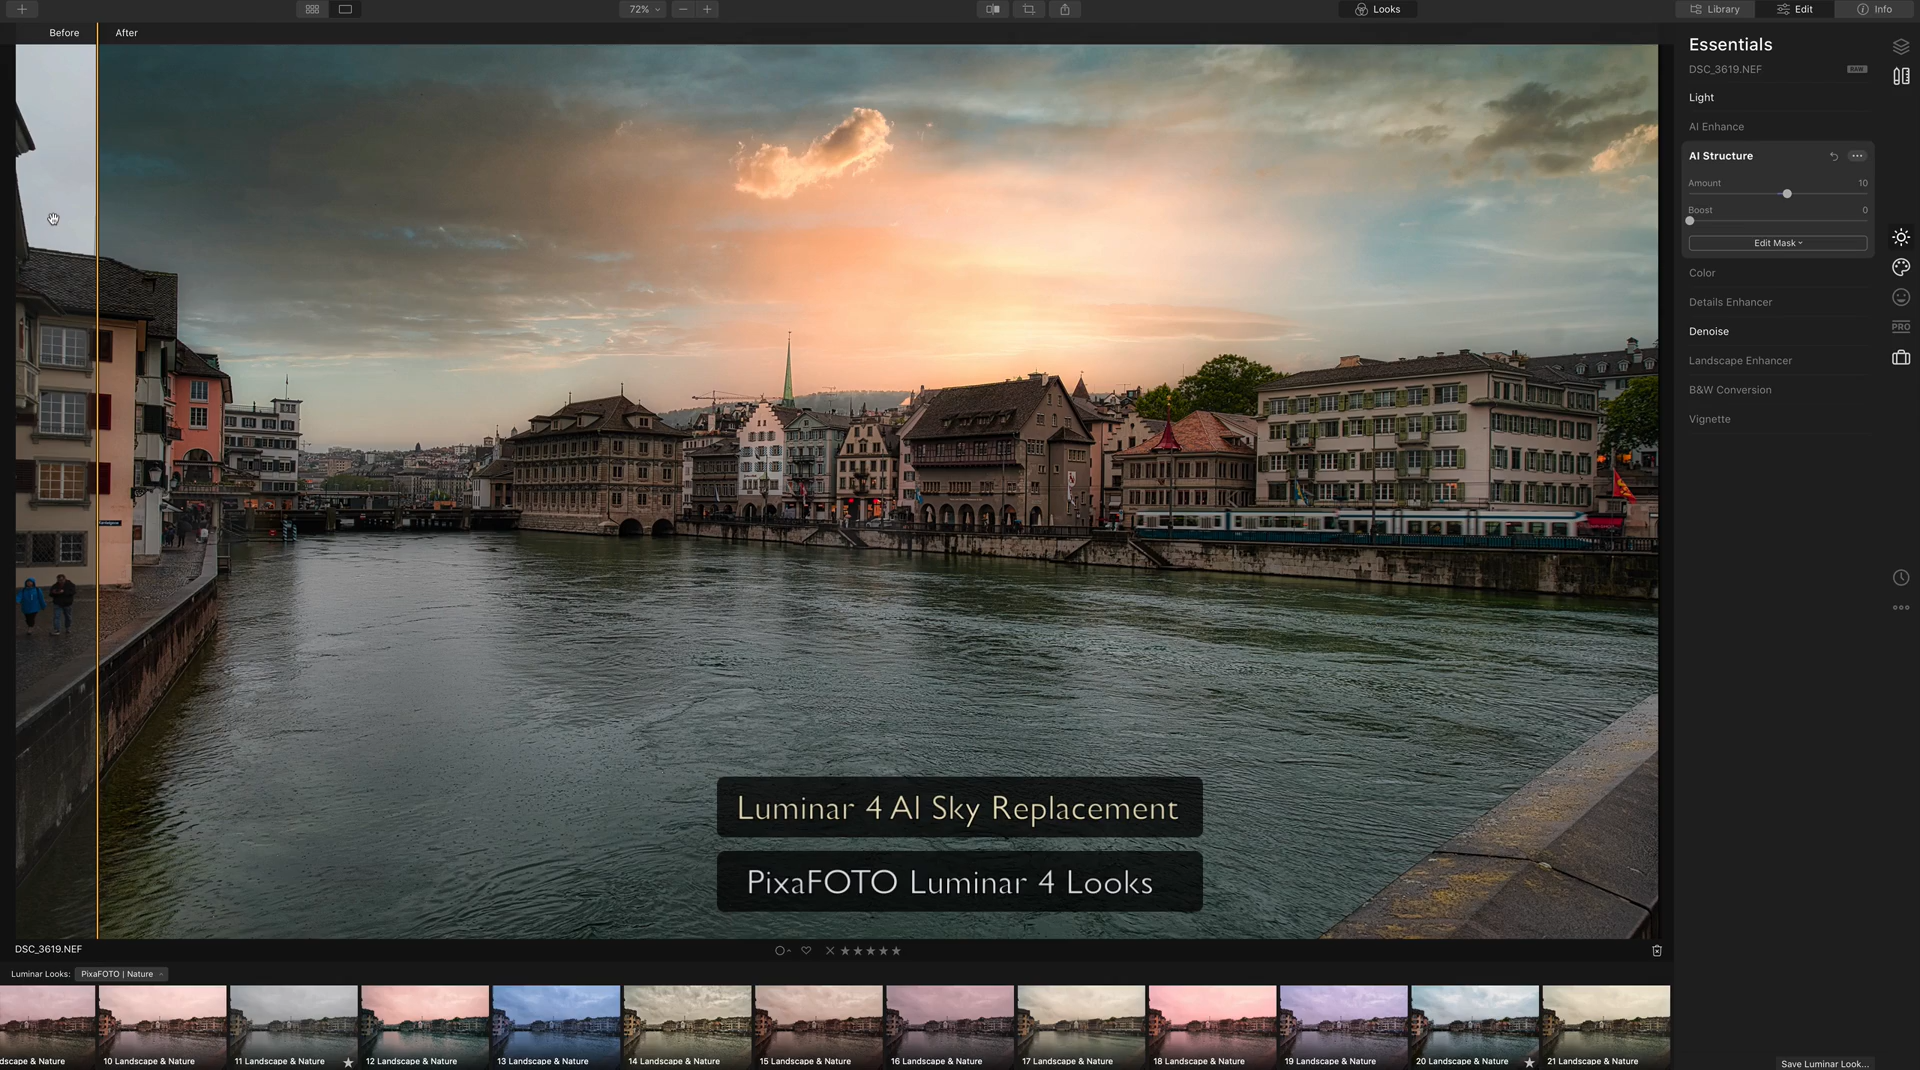 72%
Looks
Library
Edit
Info
Before
After
Essentials
DSC_3619.NEF
RAW
Light
AI Enhance
AI Structure
Amount 10
Boost 0
Edit Mask
Color
Details Enhancer
Denoise
Landscape Enhancer
B&W Conversion
Vignette
PRO
Luminar 4 AI Sky Replacement
PixaFOTO Luminar 4 Looks
DSC_3619.NEF
Luminar Looks: PixaFOTO | Nature
dscape & Nature
10 Landscape & Nature
11 Landscape & Nature
12 Landscape & Nature
13 Landscape & Nature
14 Landscape & Nature
15 Landscape & Nature
16 Landscape & Nature
17 Landscape & Nature
18 Landscape & Nature
19 Landscape & Nature
20 Landscape & Nature
21 Landscape & Nature
Save Luminar Look...